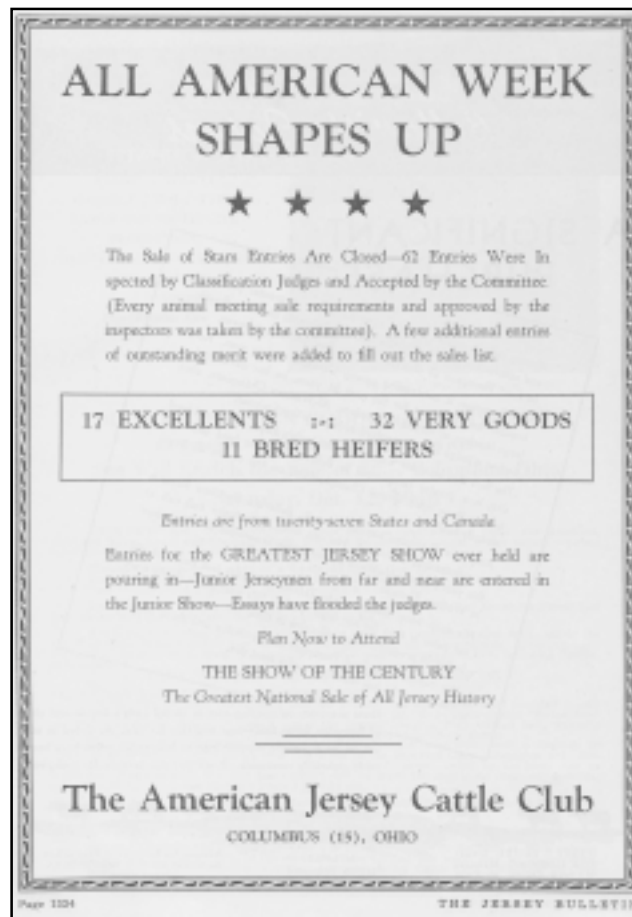 ALL AMERICAN WEEK
SHAPES UP
The Sale of Stars Entries Are Closed—62 Entries Were In
spected by Classification Judges and Accepted by the Committee.
(Every animal meeting sale requirements and approved by the
inspectors was taken by the committee). A few additional entries
of outstanding merit were added to fill out the sales list.
17 EXCELLENTS :-: 32 VERY GOODS
11 BRED HEIFERS
Entries are from twenty-seven States and Canada
Entries for the GREATEST JERSEY SHOW ever held are
pouring in—Junior Jerseymen from far and near are entered in
the Junior Show—Essays have flooded the judges.
Plan Now to Attend
THE SHOW OF THE CENTURY
The Greatest National Sale of All Jersey History
The American Jersey Cattle Club
COLUMBUS (15), OHIO
Page
THE JERSEY BULLETIN